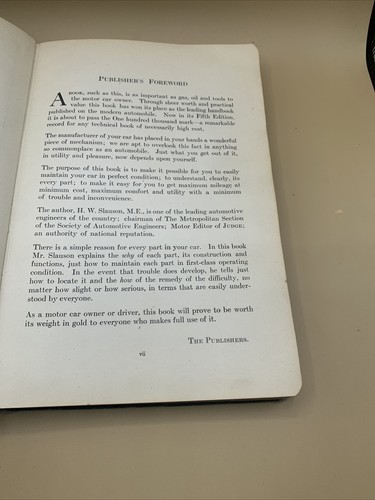 PUBLISHER'S FOREWORD
A BOOK, such as this, is as important as gas, oil and tools to
the motor car owner. Through sheer worth and practical
value this book has won its place as the leading handbook
published on the modern automobile. Now in its Fifth Edition,
it is about to pass the One hundred thousand mark—a remarkable
record for any technical book of necessarily high cost.
The manufacturer of your car has placed in your hands a wonderful
piece of mechanism; we are apt to overlook this fact in anything
so commonplace as an automobile. Just what you get out of it,
in utility and pleasure, now depends upon yourself.
The purpose of this book is to make it possible for you to easily
maintain your car in perfect condition; to understand, clearly, its
every part; to make it easy for you to get maximum mileage at
minimum cost, maximum comfort and utility with a minimum
of trouble and inconvenience.
The author, H. W. Slauson, M.E., is one of the leading automotive
engineers of the country; chairman of The Metropolitan Section
of the Society of Automotive Engineers; Motor Editor of JUDGE;
an authority of national reputation.
There is a simple reason for every part in your car. In this book
Mr. Slauson explains the why of each part, its construction and
functions, just how to maintain each part in first-class operating
condition. In the event that trouble does develop, he tells just
how to locate it and the how of the remedy of the difficulty, no
matter how slight or how serious, in terms that are easily under-
stood by everyone.
As a motor car owner or driver, this book will prove to be worth
its weight in gold to everyone who makes full use of it.
THE PUBLISHERS.
vii